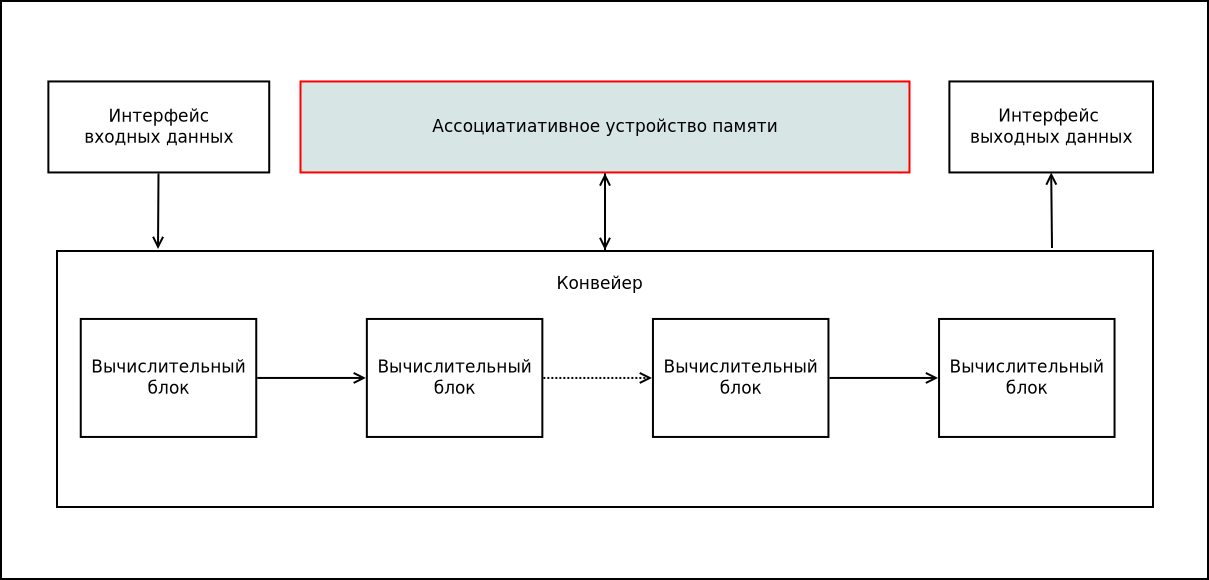 Интерфейс
входных данных
Ассоциатиативное устройство памяти
Интерфейс
выходных данных
Конвейер
Вычислительный
блок
Вычислительный
блок
Вычислительный
блок
Вычислительный
блок